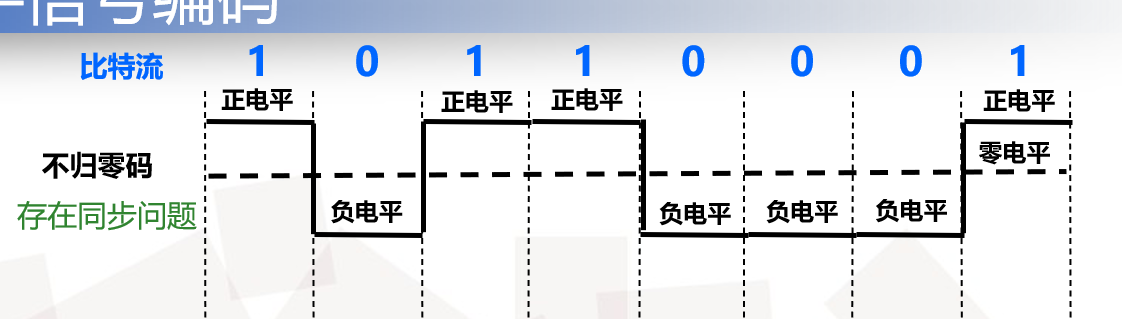 信号编码
比特流 1 0 1 1 0 0 0 1
正电平 正电平 正电平 正电平
不归零码 零电平
存在同步问题 负电平 负电平 负电平 负电平